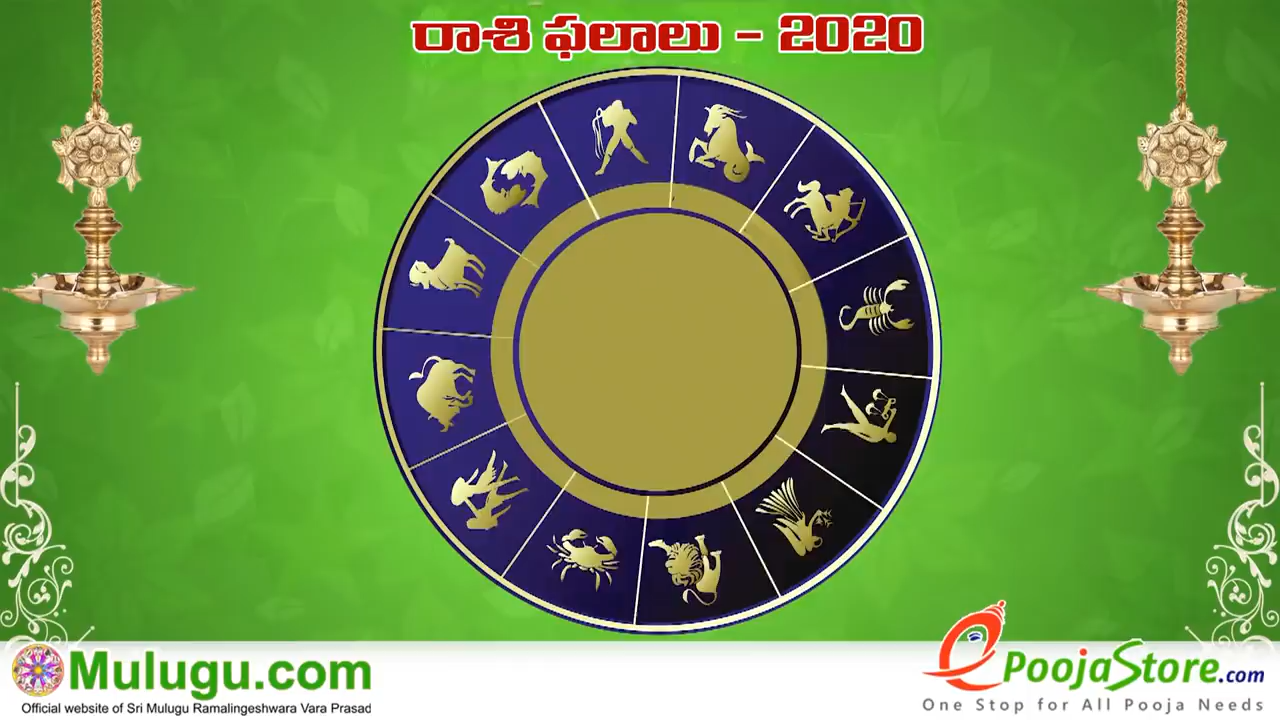 రాశి ఫలాలు - 2020
Mulugu.com
Official website of Sri Mulugu Ramalingeshwara Vara Prasad
ePoojaStore.com
One Stop for All Pooja Needs